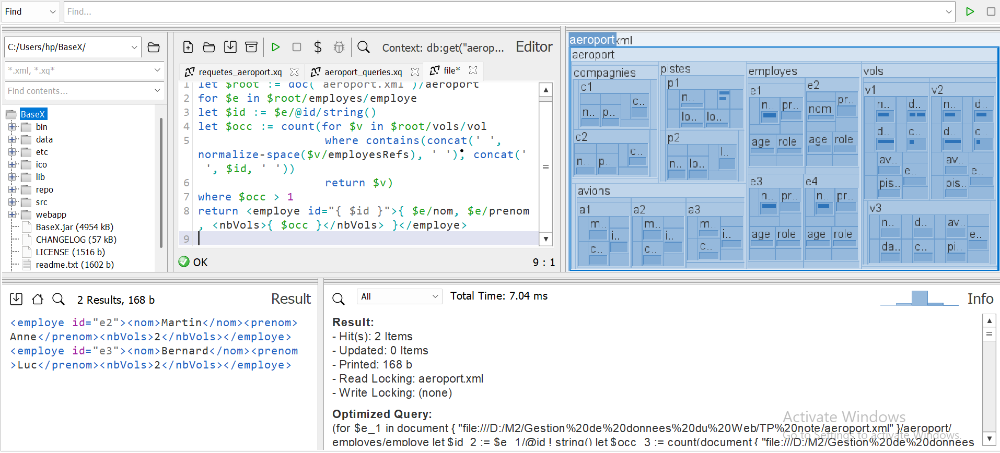 Find
Find...
C:/Users/hp/BaseX/
*.xml, *.xq*
Find contents...
BaseX
bin
data
etc
ico
lib
repo
src
webapp
BaseX.jar (4954 kB)
CHANGELOG (57 kB)
LICENSE (1516 b)
readme.txt (1602 b)
$
Context: db:get("aerop...
Editor
requetes_aeroport.xq
aeroport_queries.xq
file*
1 let $root := doc("aeroport.xml")/aeroport
2 for $e in $root/employes/employe
3 let $id := $e/@id/string()
4 let $occ := count(for $v in $root/vols/vol
5 where contains(concat(' ',
normalize-space($v/employesRefs), ' '), concat('
', $id, ' '))
6 return $v)
7 where $occ > 1
8 return <employe id="{ $id }">{ $e/nom, $e/prenom
, <nbVols>{ $occ }</nbVols> }</employe>
9
OK
9 : 1
aeroport.xml
aeroport
compagnies
c1
n.. p.. c..
c2
n.. p.. c..
pistes
p1
n..
lo.. lo..
p2
n.. lo.. l..
avions
a1
m.. i..
c..
a2
m.. i..
c..
a3
m.. i..
c..
employes
e1
n.. pr..
age role
e2
nom pr..
age role
e3
n.. pr..
age role
e4
n.. pr..
age role
vols
v1
n.. d..
d.. c..
av.. e..
pis..
v2
n.. d..
d.. c..
av.. e..
pis..
v3
n.. d.. av.. e..
da.. c.. pi..
2 Results, 168 b
Result
<employe id="e2"><nom>Martin</nom><prenom>
Anne</prenom><nbVols>2</nbVols></employe>
<employe id="e3"><nom>Bernard</nom><prenom
>Luc</prenom><nbVols>2</nbVols></employe>
All
Total Time: 7.04 ms
Info
Result:
- Hit(s): 2 Items
- Updated: 0 Items
- Printed: 168 b
- Read Locking: aeroport.xml
- Write Locking: (none)
Optimized Query:
(for $e_1 in document { "file:///D:/M2/Gestion%20de%20donnees%20du%20Web/TP%20note/aeroport.xml" }/aeroport/
employes/employe let $id_2 := $e_1/@id ! string() let $occ_3 := count(document { "file:///D:/M2/Gestion%20de%20donnees
Activate Windows
Go to Settings to activate Windows.